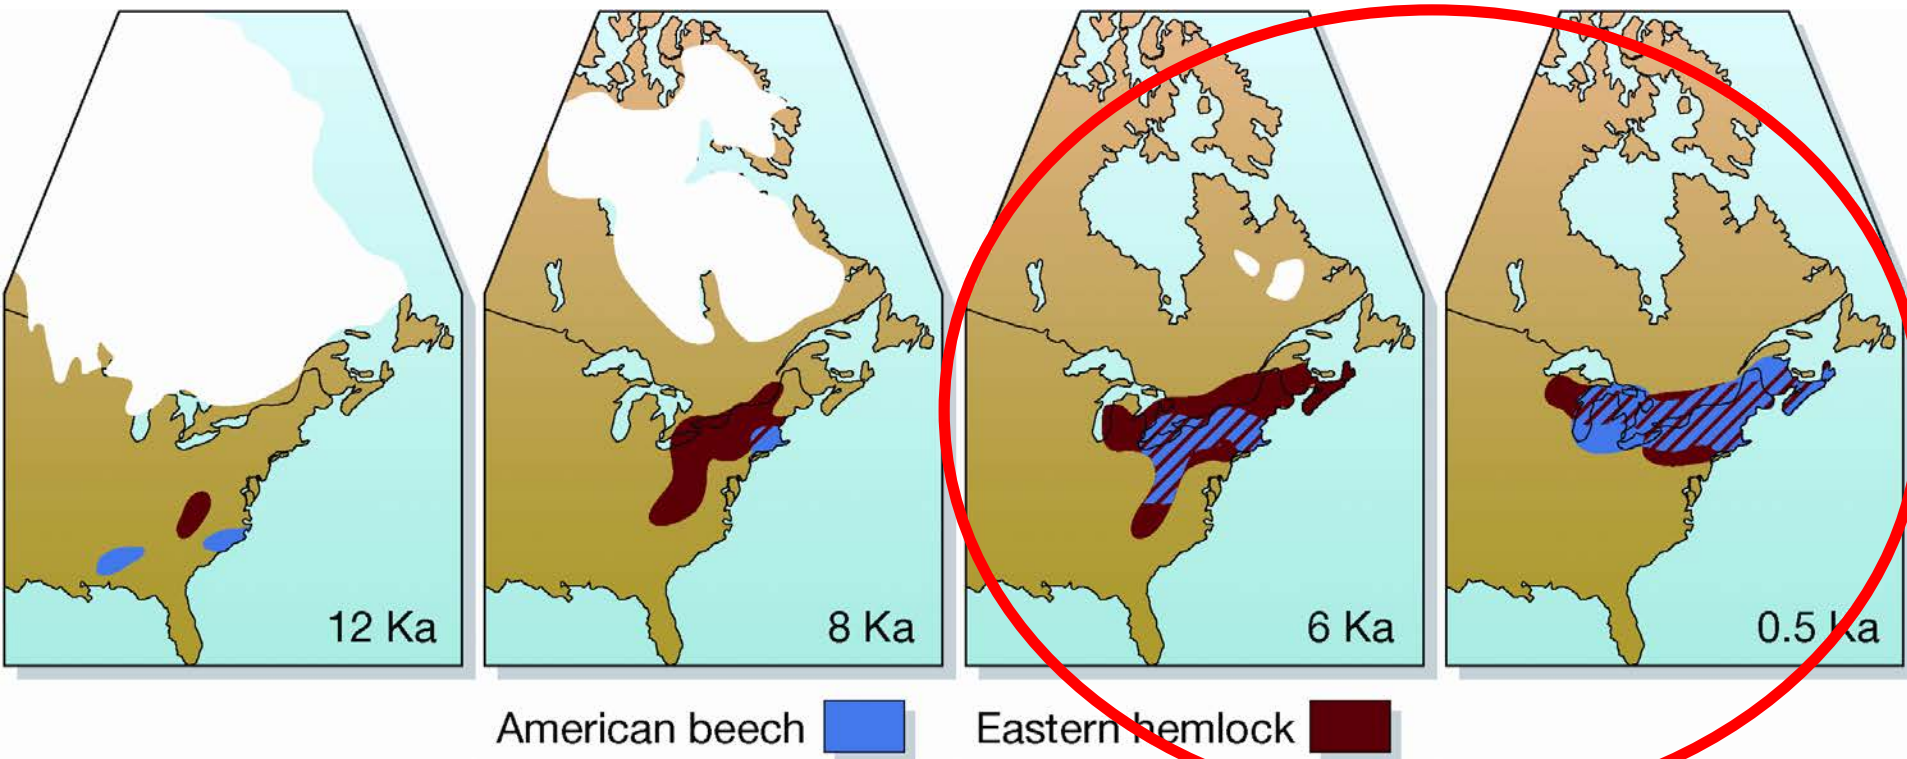 12 Ka
8 Ka
6 Ka
0.5 Ka
American beech
Eastern hemlock